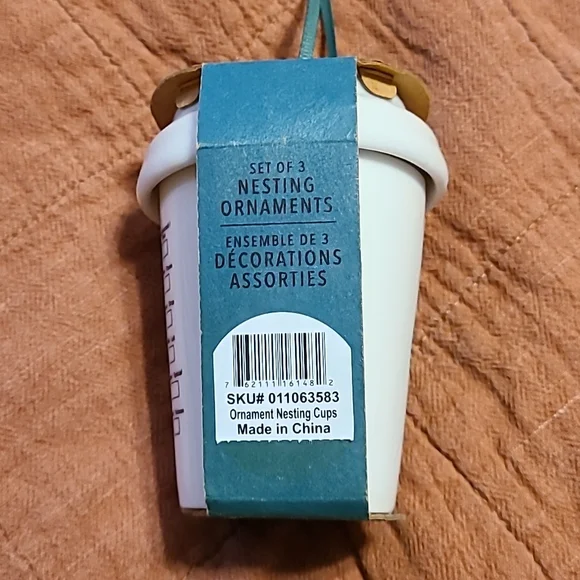 SET OF 3
NESTING
ORNAMENTS
ENSEMBLE DE 3
DÉCORATIONS
ASSORTIES
7 62111 16148 2
SKU# 011063583
Ornament Nesting Cups
Made in China